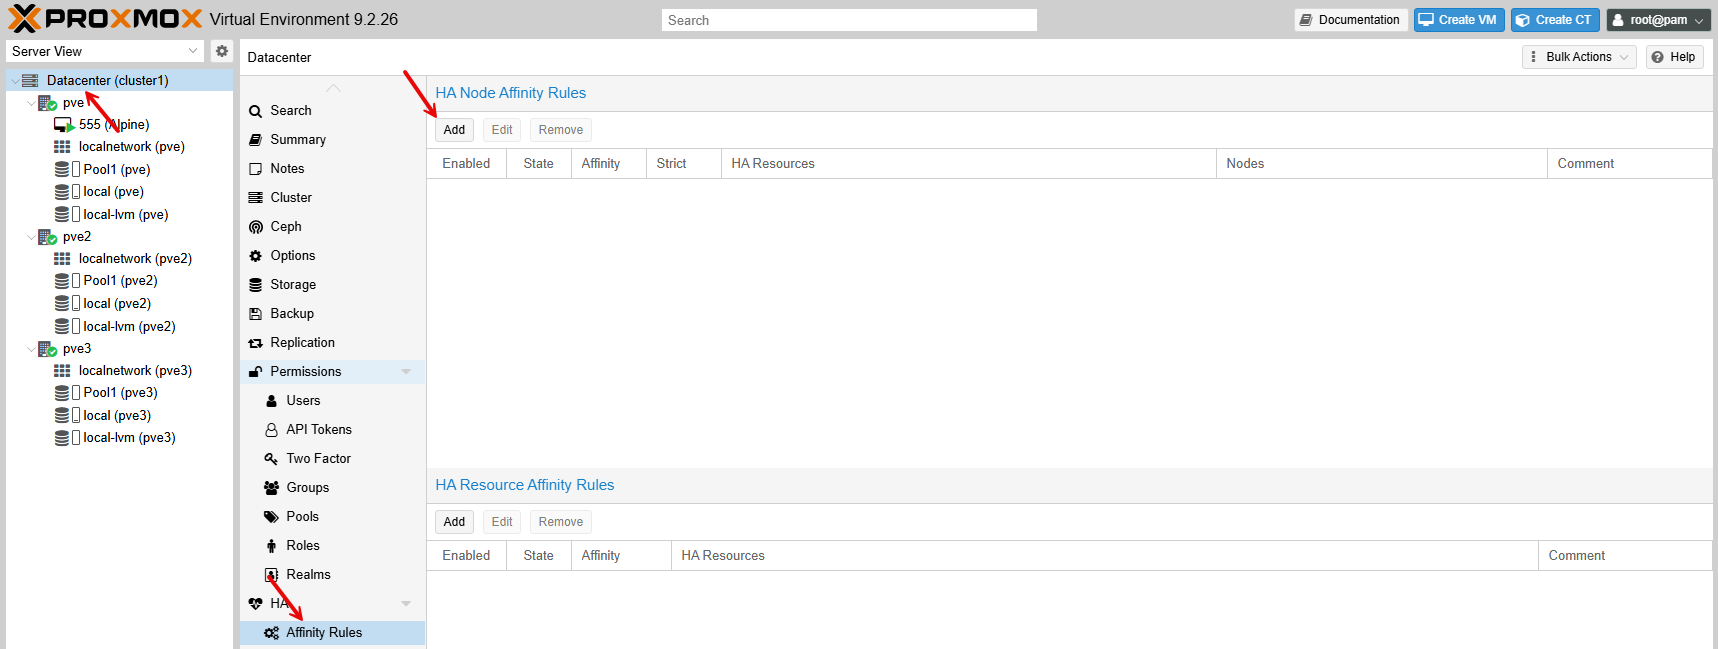 PROXMOX Virtual Environment 9.2.26
Search
Documentation
Create VM
Create CT
root@pam
Server View
Datacenter
Bulk Actions
Help
Datacenter (cluster1)
pve
555 (Alpine)
localnetwork (pve)
Pool1 (pve)
local (pve)
local-lvm (pve)
pve2
localnetwork (pve2)
Pool1 (pve2)
local (pve2)
local-lvm (pve2)
pve3
localnetwork (pve3)
Pool1 (pve3)
local (pve3)
local-lvm (pve3)
Search
Summary
Notes
Cluster
Ceph
Options
Storage
Backup
Replication
Permissions
Users
API Tokens
Two Factor
Groups
Pools
Roles
Realms
HA
Affinity Rules
HA Node Affinity Rules
Add Edit Remove
Enabled State Affinity Strict HA Resources Nodes Comment
HA Resource Affinity Rules
Add Edit Remove
Enabled State Affinity HA Resources Comment